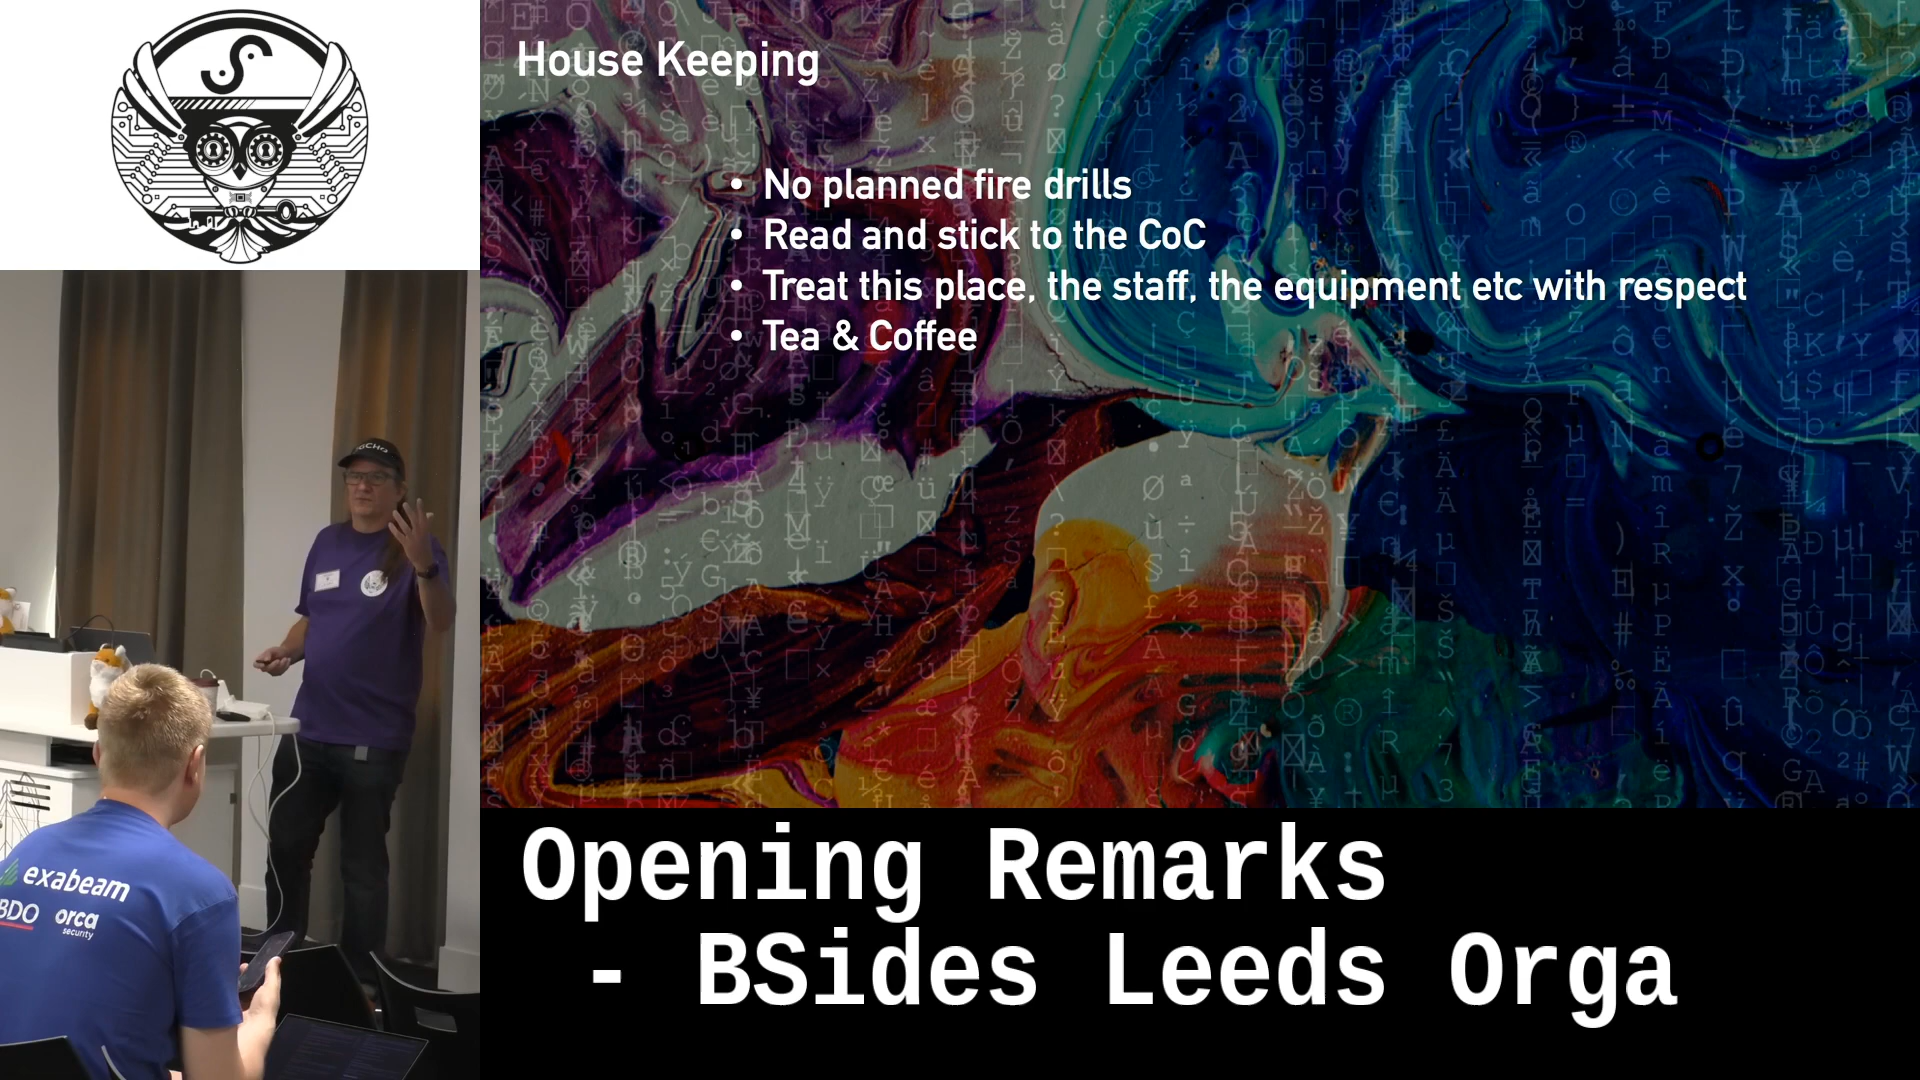 House Keeping
• No planned fire drills
• Read and stick to the CoC
• Treat this place, the staff, the equipment etc with respect
• Tea & Coffee
exabeam
BDO orca
security
Opening Remarks
- BSides Leeds Orga